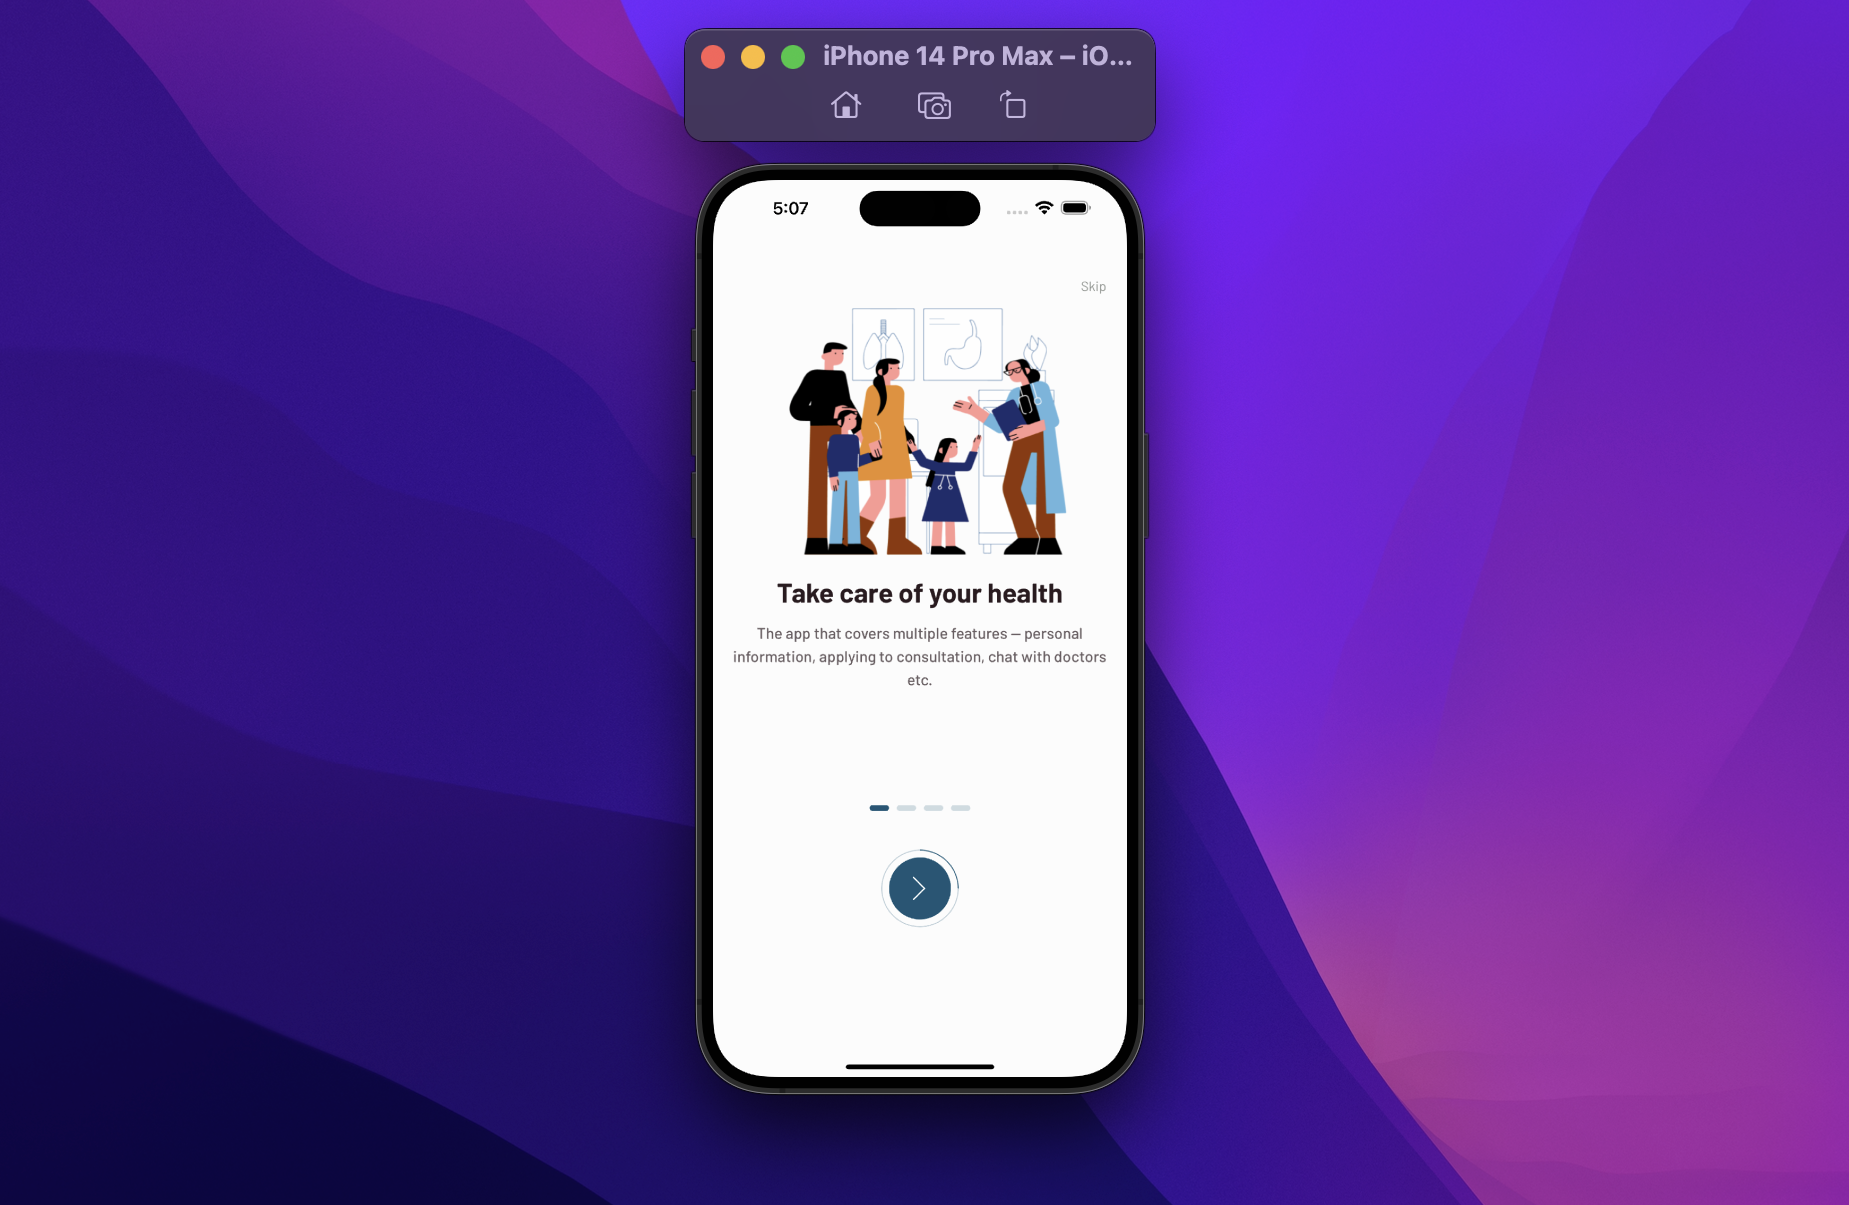 iPhone 14 Pro Max – iO...
5:07
Skip
Take care of your health
The app that covers multiple features – personal
information, applying to consultation, chat with doctors
etc.